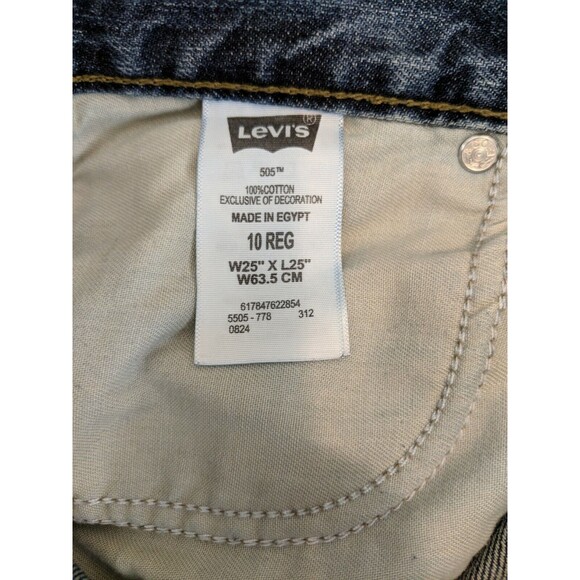 Levi's ®
505™
100%COTTON
EXCLUSIVE OF DECORATION
MADE IN EGYPT
10 REG
W25" X L25"
W63.5 CM
617847622854
5505 - 778 312
0824